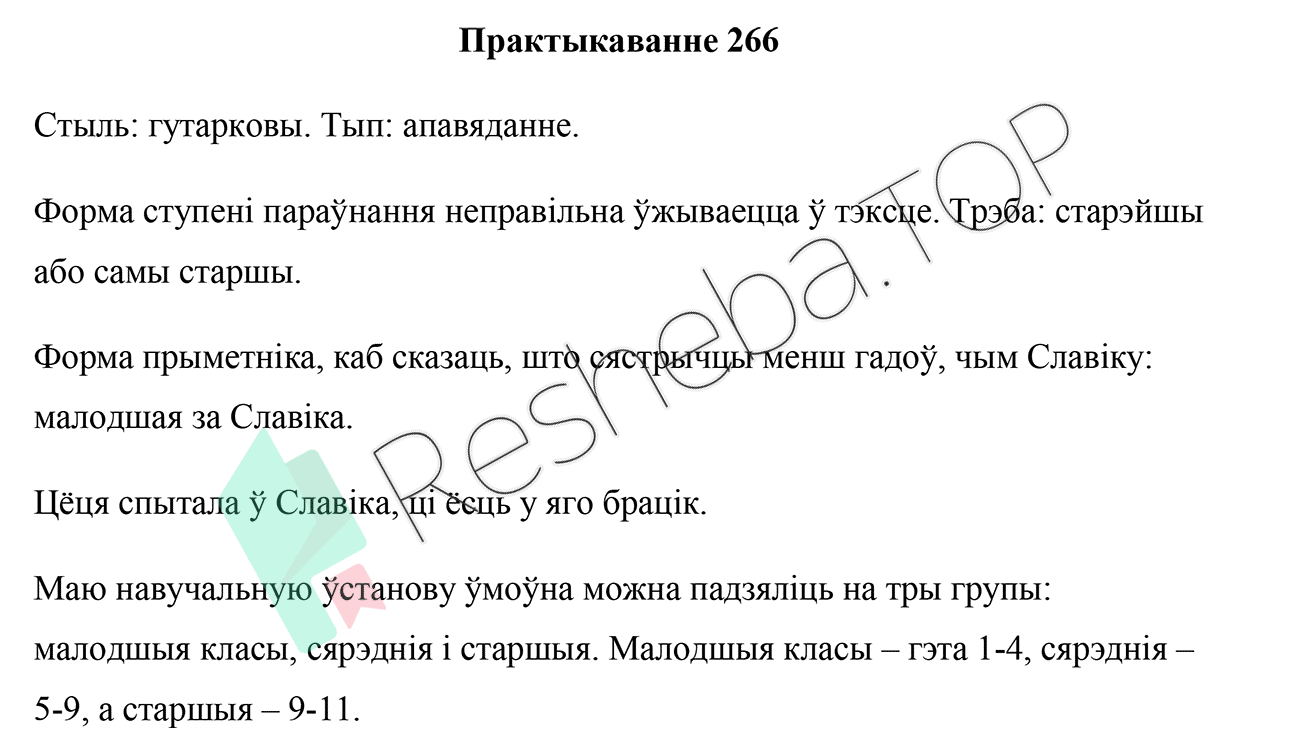 Практыкаванне 266
Стыль: гутарковы. Тып: апавяданне.
Форма ступені параўнання неправільна ўжываецца ў тэксце. Трэба: старэйшы
або самы старшы.
Форма прыметніка, каб сказаць, што сястрычцы менш гадоў, чым Славіку:
малодшая за Славіка.
Цёця спытала ў Славіка, ці ёсць у яго брацік.
Маю навучальную ўстанову ўмоўна можна падзяліць на тры групы:
малодшыя класы, сярэднія і старшыя. Малодшыя класы – гэта 1-4, сярэднія –
5-9, а старшыя – 9-11.
Resheba.TOP